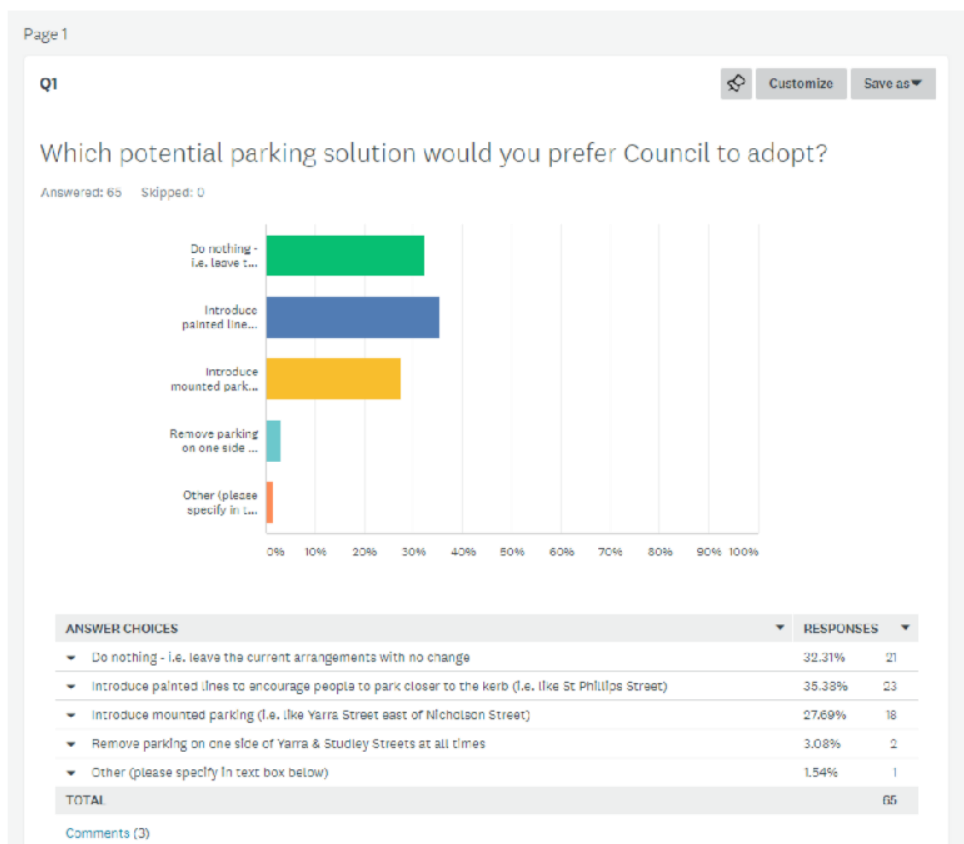 Page 1
Q1
Customize
Save as
Which potential parking solution would you prefer Council to adopt?
Answered: 65 Skipped: 0
Do nothing -
i.e. leave t...
Introduce
painted line...
Introduce
mounted park...
Remove parking
on one side ...
Other (please
specify in t...
0% 10% 20% 30% 40% 50% 60% 70% 80% 90% 100%
ANSWER CHOICES RESPONSES
Do nothing - i.e. leave the current arrangements with no change 32.31% 21
Introduce painted lines to encourage people to park closer to the kerb (i.e. like St Phillips Street) 35.38% 23
Introduce mounted parking (i.e. like Yarra Street east of Nicholson Street) 27.69% 18
Remove parking on one side of Yarra & Studley Streets at all times 3.08% 2
Other (please specify in text box below) 1.54% 1
TOTAL 65
Comments (3)